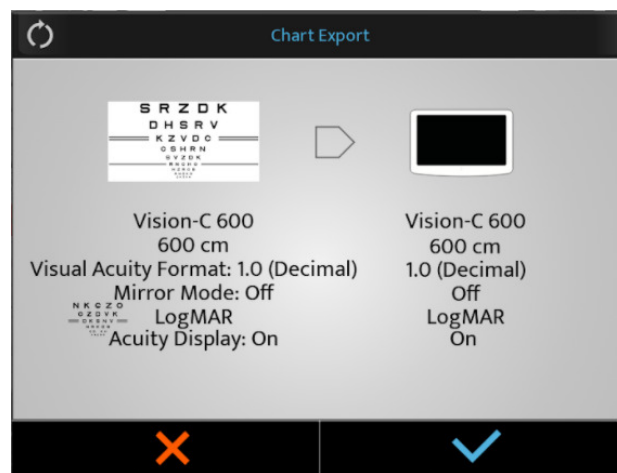 Chart Export
S R Z D K
D H S R V
K Z V D C
O S H R N
S V Z D K
Vision-C 600
Vision-C 600
600 cm
600 cm
Visual Acuity Format: 1.0 (Decimal)
1.0 (Decimal)
Mirror Mode: Off
Off
N K C Z O
LogMAR
LogMAR
Acuity Display: On
On